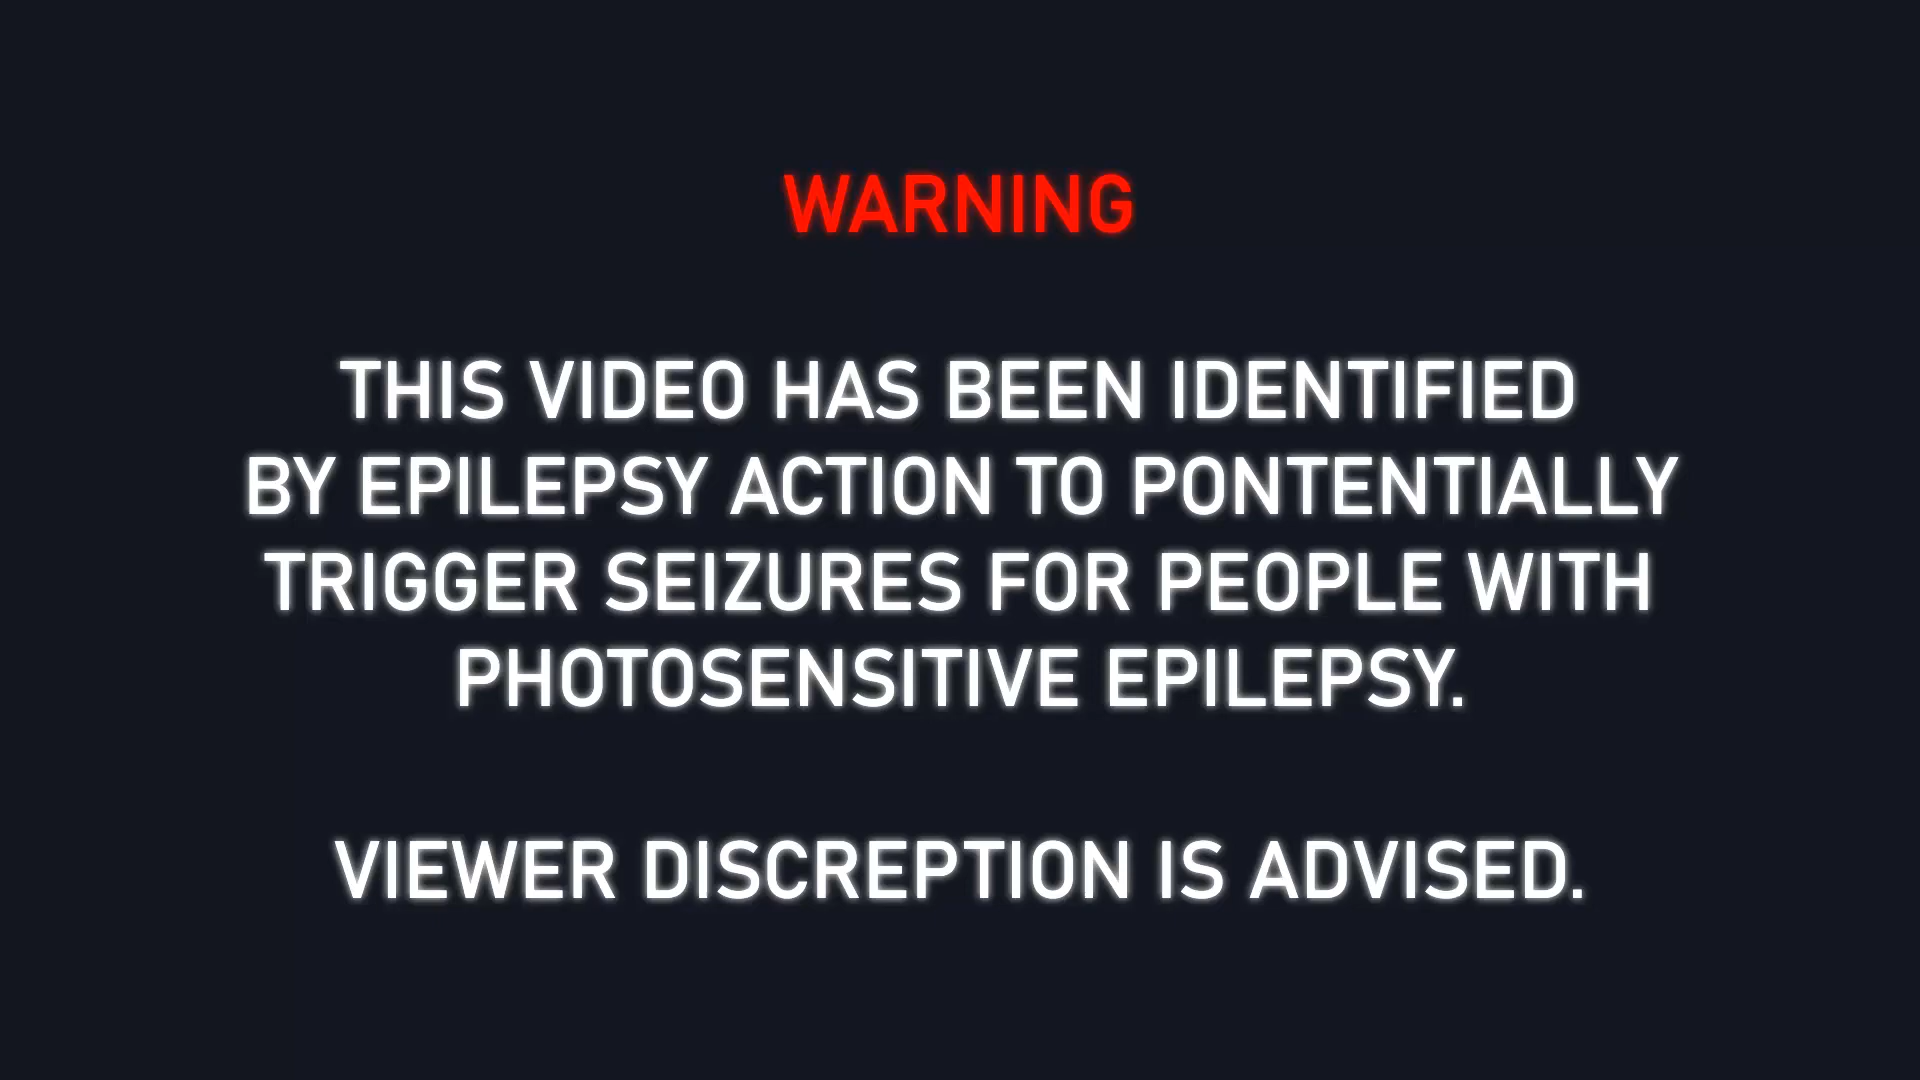 WARNING
THIS VIDEO HAS BEEN IDENTIFIED
BY EPILEPSY ACTION TO PONTENTIALLY
TRIGGER SEIZURES FOR PEOPLE WITH
PHOTOSENSITIVE EPILEPSY.
VIEWER DISCREPTION IS ADVISED.